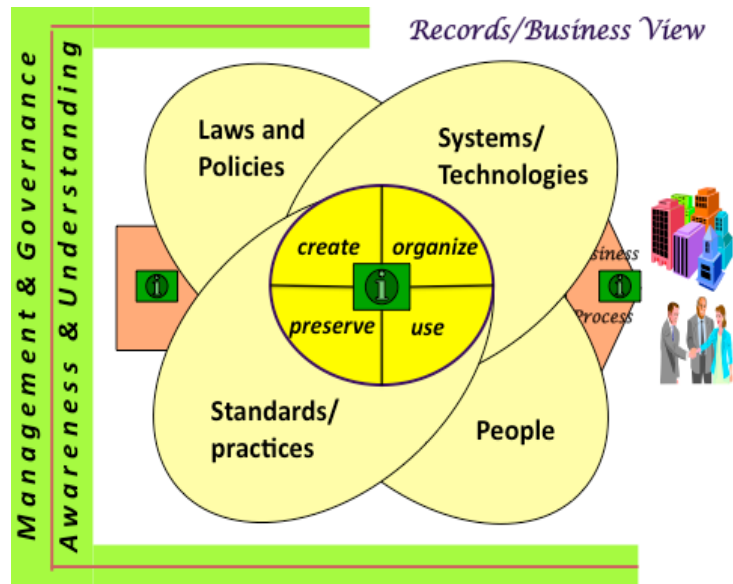 Records/Business View
Management & Governance
Awareness & Understanding
Laws and
Policies
Systems/
Technologies
create
organize
preserve
use
i
i
i
usiness
Process
Standards/
practices
People